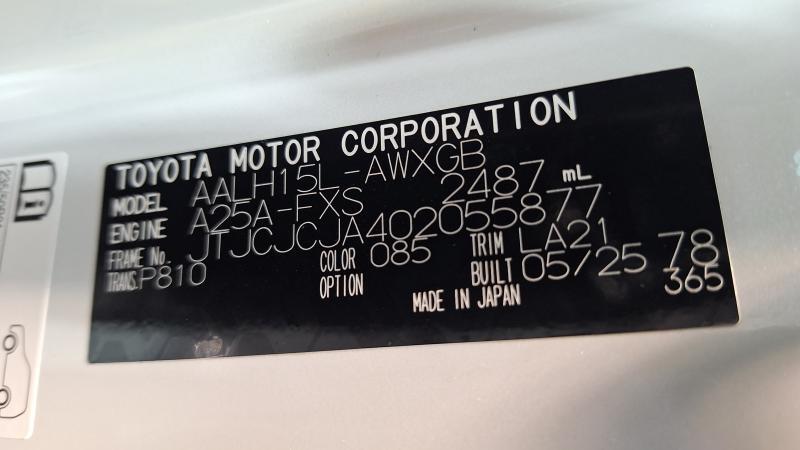 TOYOTA MOTOR CORPORATION
MODEL AALH15L-AWXGB
ENGINE A25A-FXS 2487 mL
FRAME No. JTJCJCJA402055877
TRANS. P810 COLOR 085 TRIM LA21
OPTION BUILT 05/25 78
MADE IN JAPAN 365